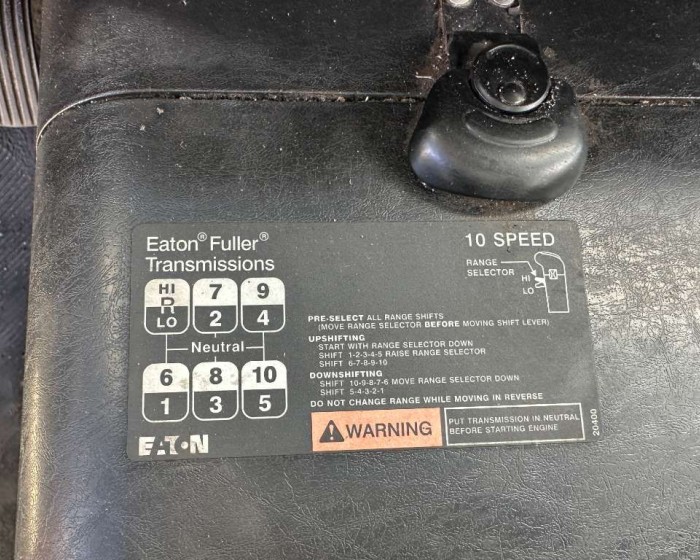 Eaton® Fuller®
Transmissions
10 SPEED
RANGE
SELECTOR
HI
LO
HI R LO 7 2 9 4
Neutral
6 1 8 3 10 5
PRE-SELECT ALL RANGE SHIFTS
(MOVE RANGE SELECTOR BEFORE MOVING SHIFT LEVER)
UPSHIFTING
START WITH RANGE SELECTOR DOWN
SHIFT 1-2-3-4-5 RAISE RANGE SELECTOR
SHIFT 6-7-8-9-10
DOWNSHIFTING
SHIFT 10-9-8-7-6 MOVE RANGE SELECTOR DOWN
SHIFT 5-4-3-2-1
DO NOT CHANGE RANGE WHILE MOVING IN REVERSE
WARNING
PUT TRANSMISSION IN NEUTRAL
BEFORE STARTING ENGINE
20400
EATON